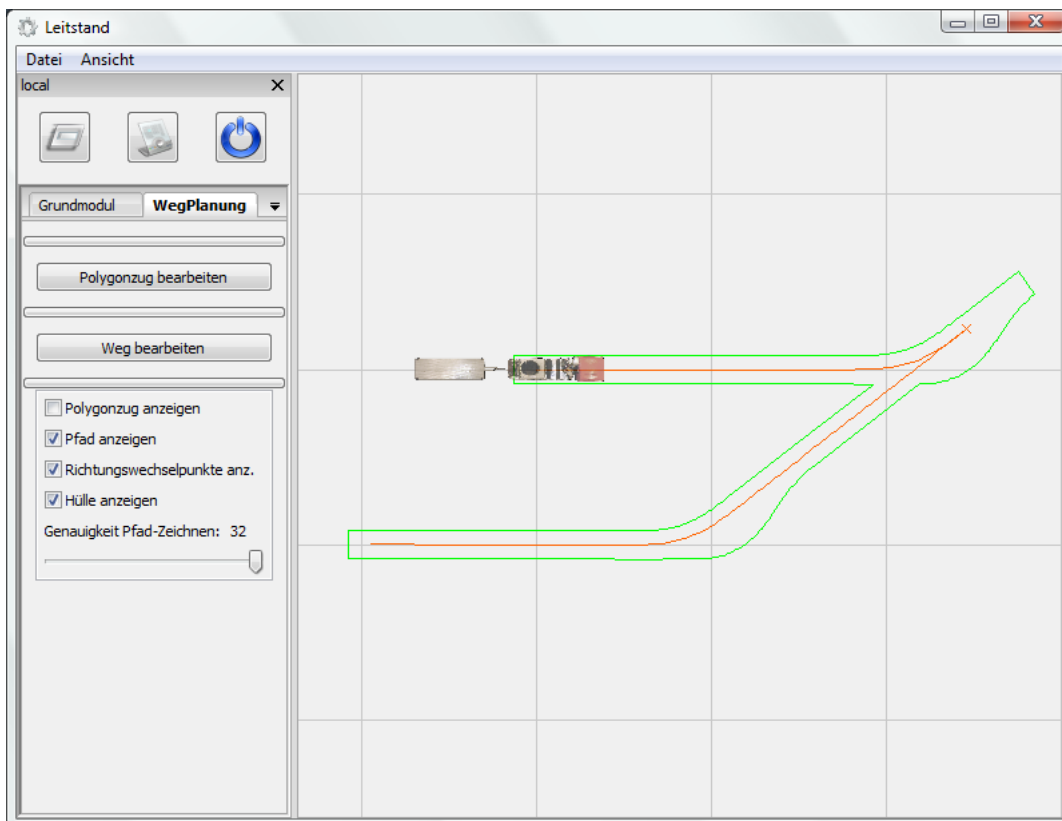 Leitstand
Datei Ansicht
local
Grundmodul WegPlanung
Polygonzug bearbeiten
Weg bearbeiten
Polygonzug anzeigen
Pfad anzeigen
Richtungswechselpunkte anz.
Hülle anzeigen
Genauigkeit Pfad-Zeichnen: 32